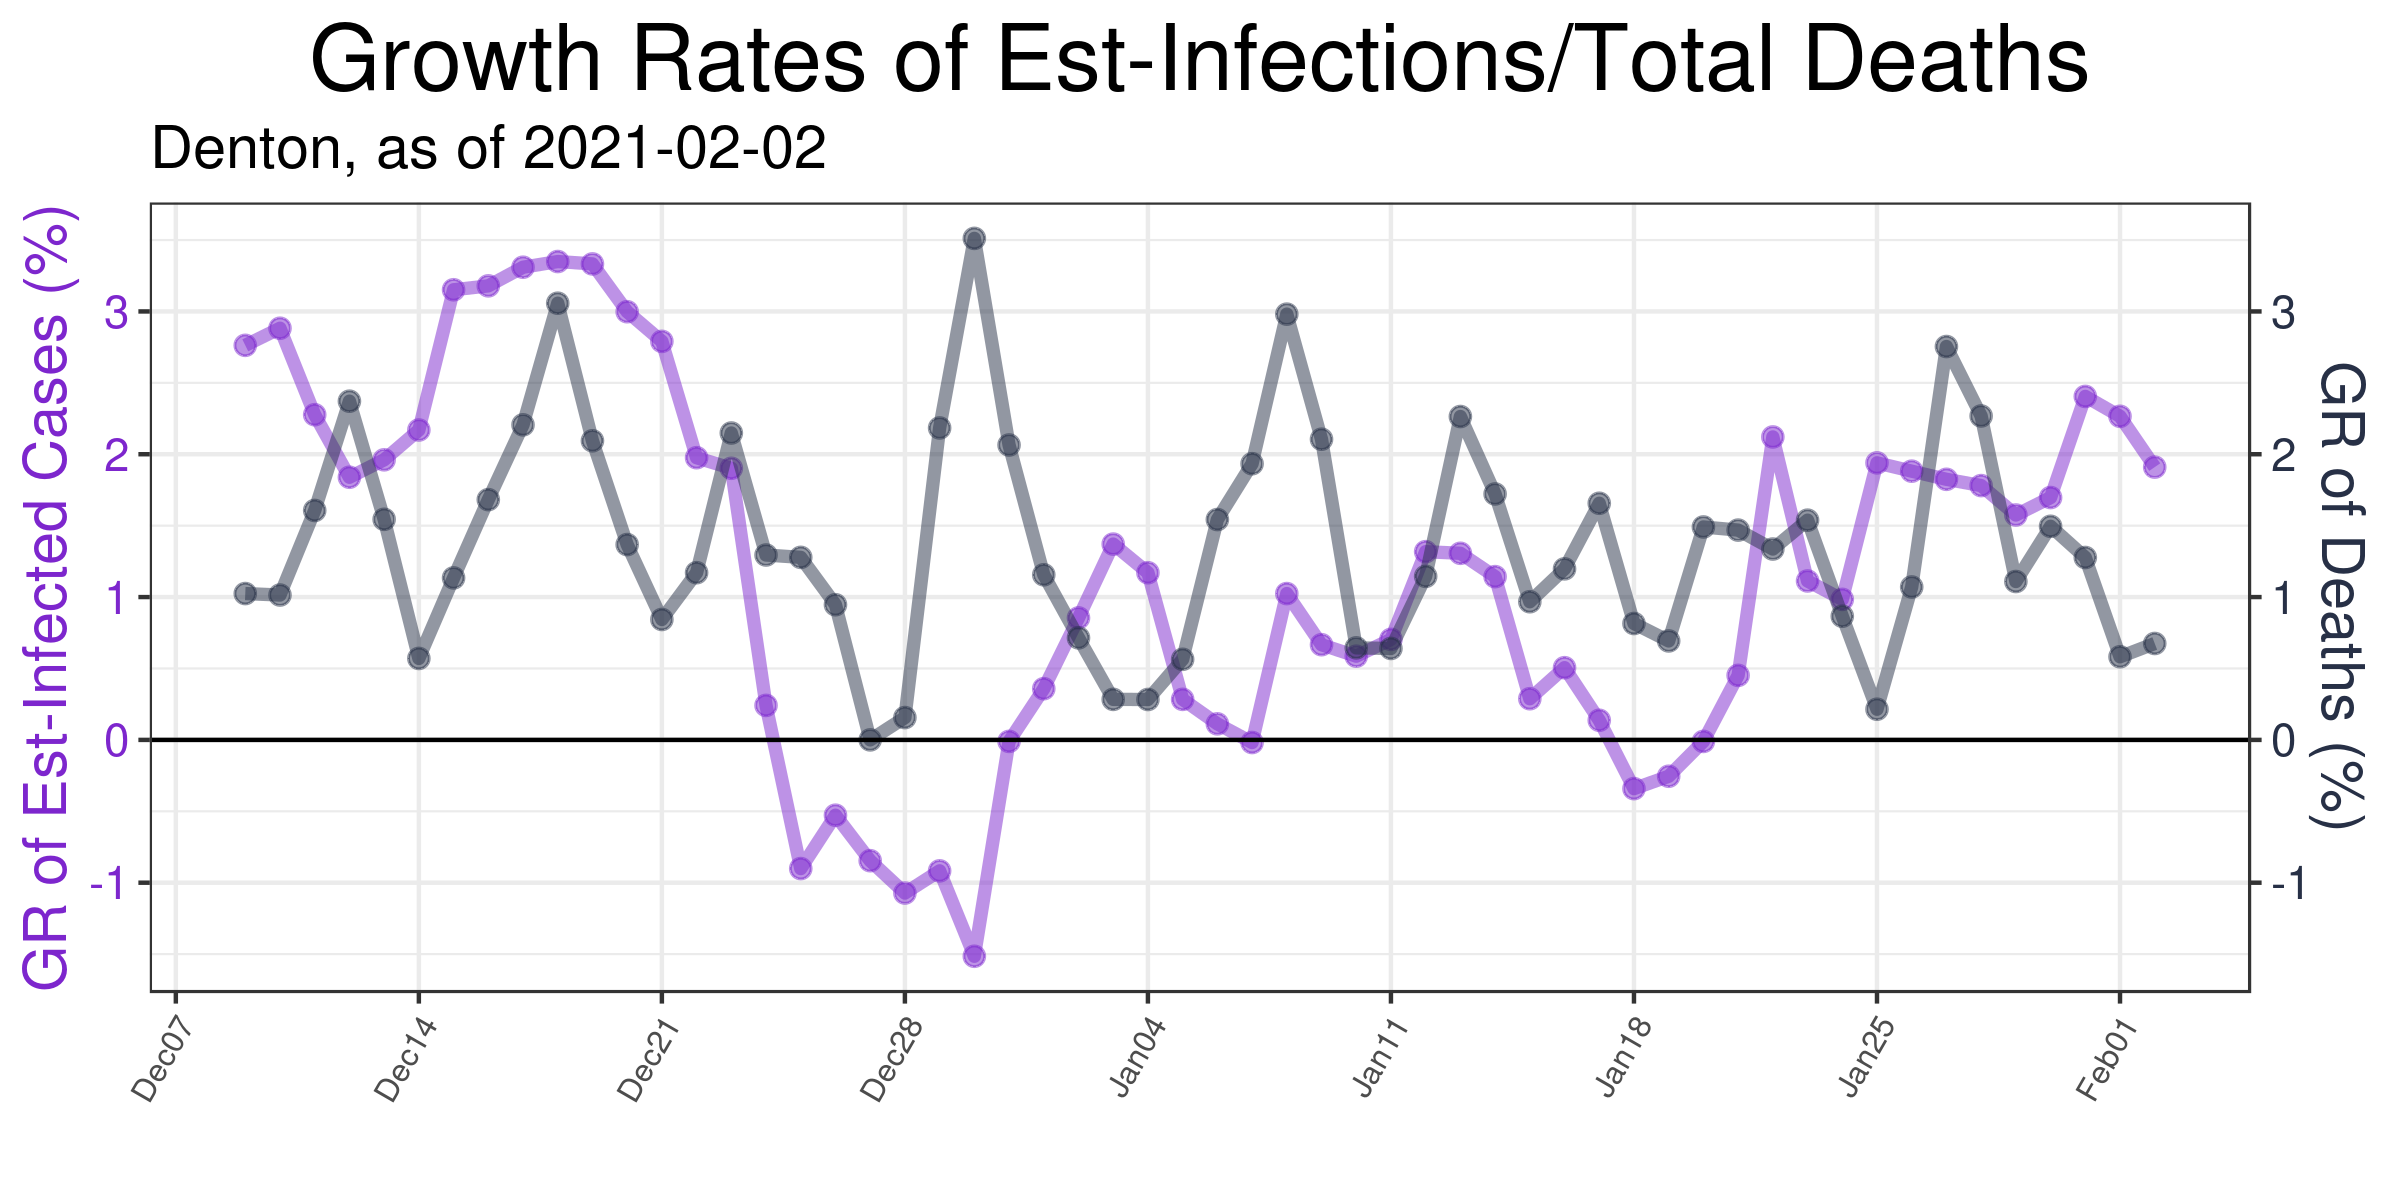 Growth Rates of Est-Infections/Total Deaths
Denton, as of 2021-02-02
GR of Est-Infected Cases (%)
3
2
1
0
-1
3
2
1
0
-1
GR of Deaths (%)
Dec07
Dec14
Dec21
Dec28
Jan04
Jan11
Jan18
Jan25
Feb01